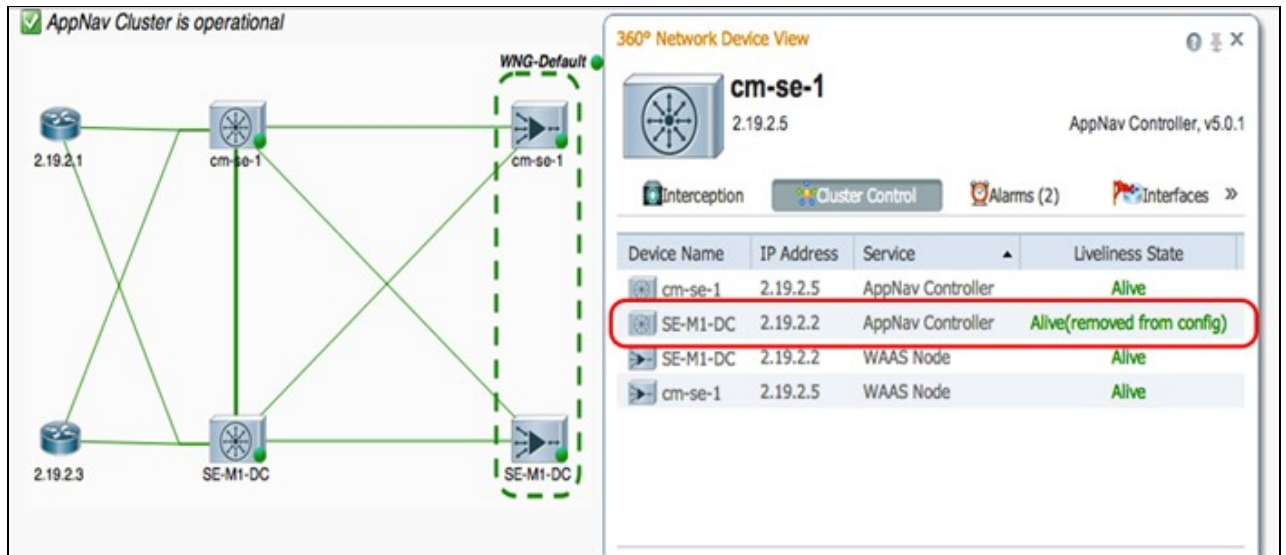 AppNav Cluster is operational
WNG-Default
2.19.2.1
cm-se-1
cm-se-1
2.19.2.3
SE-M1-DC
SE-M1-DC
360° Network Device View
cm-se-1
2.19.2.5
AppNav Controller, v5.0.1
Interception Cluster Control Alarms (2) Interfaces »
Device Name IP Address Service Liveliness State
cm-se-1 2.19.2.5 AppNav Controller Alive
SE-M1-DC 2.19.2.2 AppNav Controller Alive(removed from config)
SE-M1-DC 2.19.2.2 WAAS Node Alive
cm-se-1 2.19.2.5 WAAS Node Alive